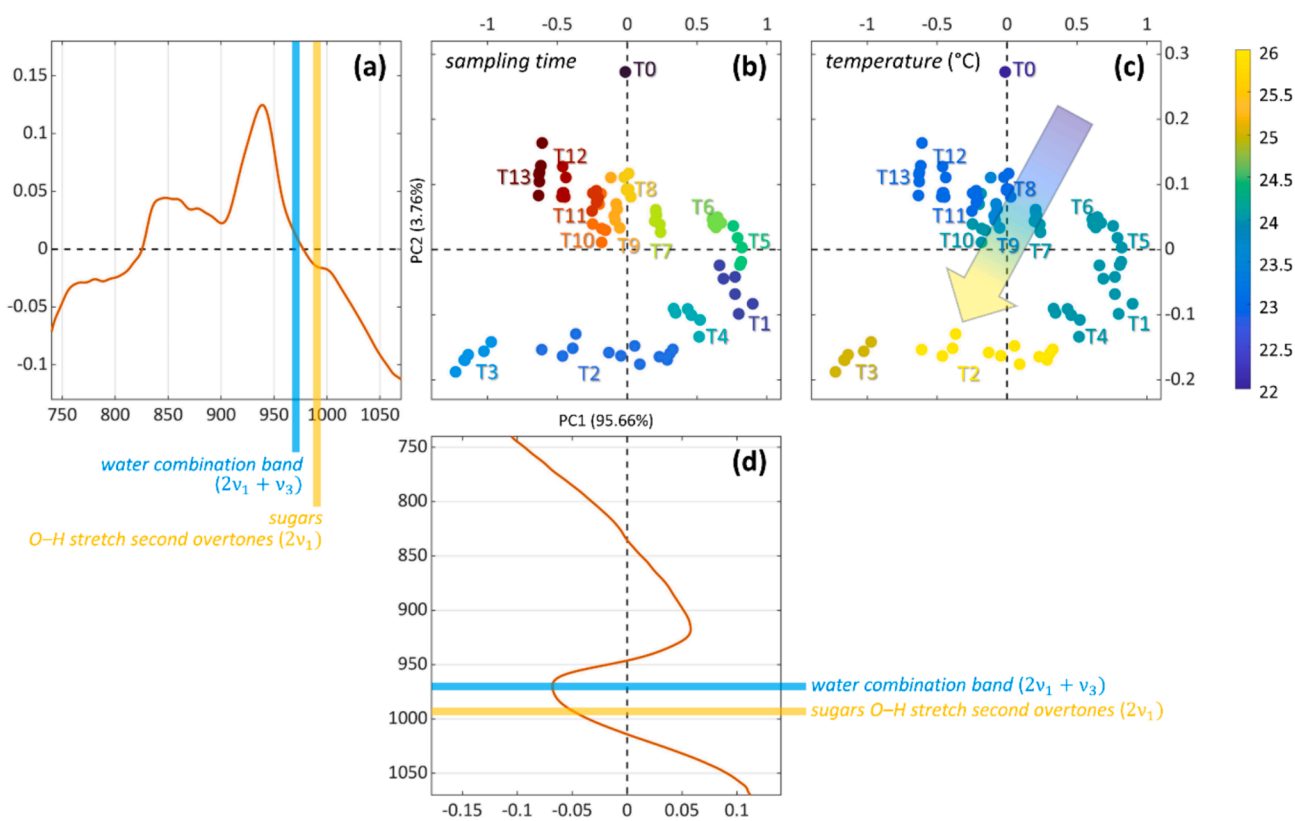 -1 -0.5 0 0.5 1
-1 -0.5 0 0.5 1
(a)
0.15
0.1
0.05
0
-0.05
-0.1
750 800 850 900 950 1000 1050
water combination band
(2ν₁ + ν₃)
sugars
O–H stretch second overtones (2ν₁)
sampling time
(b)
T0
T12
T13
T8
T6
T11
T10
T9
T7
T5
T1
T4
T3
T2
PC2 (3.76%)
PC1 (95.66%)
temperature (°C)
(c)
T0
T12
T13
T8
T6
T11
T10
T9
T7
T5
T1
T4
T3
T2
0.3
0.2
0.1
0
-0.1
-0.2
26
25.5
25
24.5
24
23.5
23
22.5
22
(d)
750
800
850
900
950
1000
1050
-0.15 -0.1 -0.05 0 0.05 0.1
water combination band (2ν₁ + ν₃)
sugars O–H stretch second overtones (2ν₁)